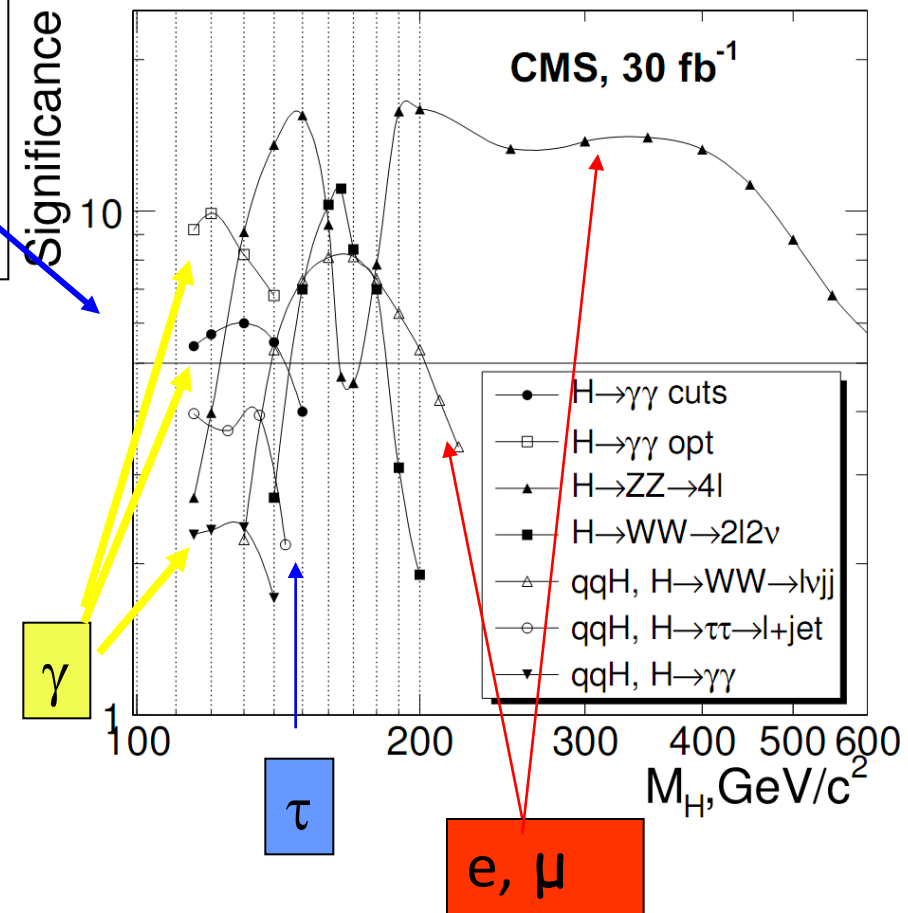 Significance
CMS, 30 fb⁻¹
10
H→γγ cuts
H→γγ opt
H→ZZ→4l
H→WW→2l2ν
qqH, H→WW→lνjj
qqH, H→ττ→l+jet
qqH, H→γγ
1
100 200 300 400 500 600
M_H,GeV/c²
γ
τ
e, μ